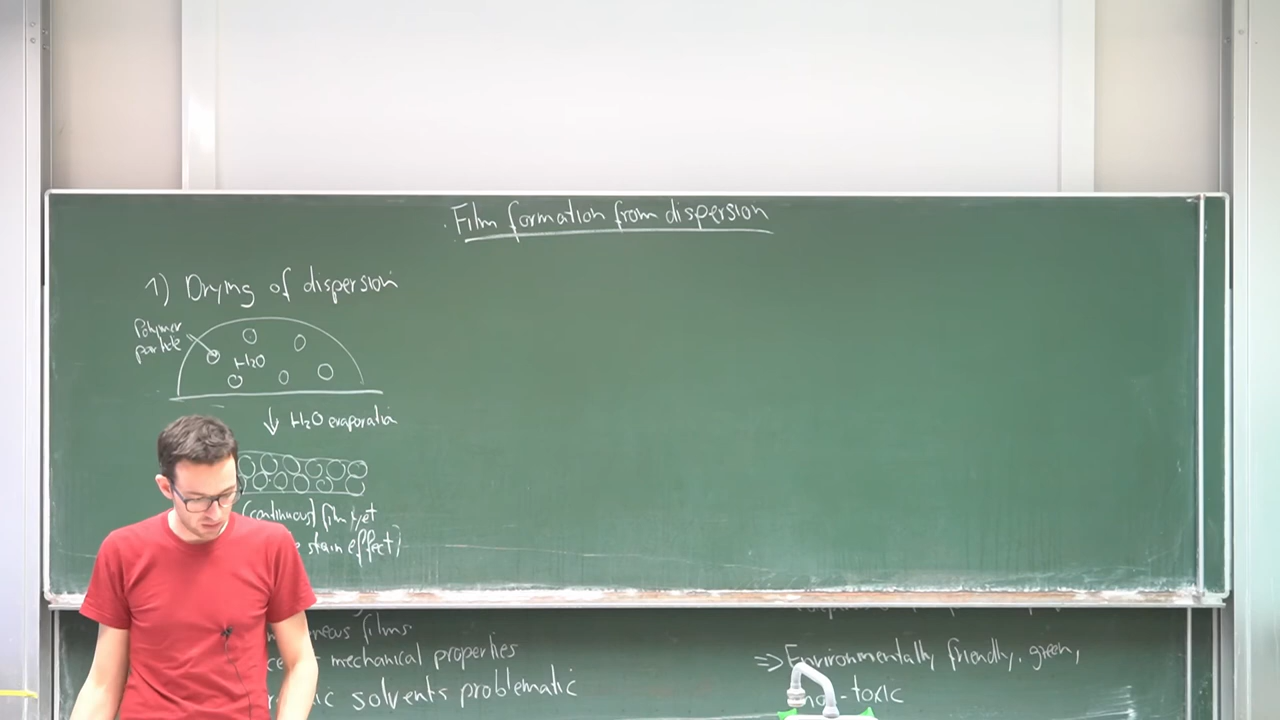 Film formation from dispersion
1) Drying of dispersion
Polymer
particle
H2O
↓ H2O evaporation
(continuous) film yet
stain effect)
films
mechanical properties
solvents problematic
=> Environmentally friendly, green,
non-toxic